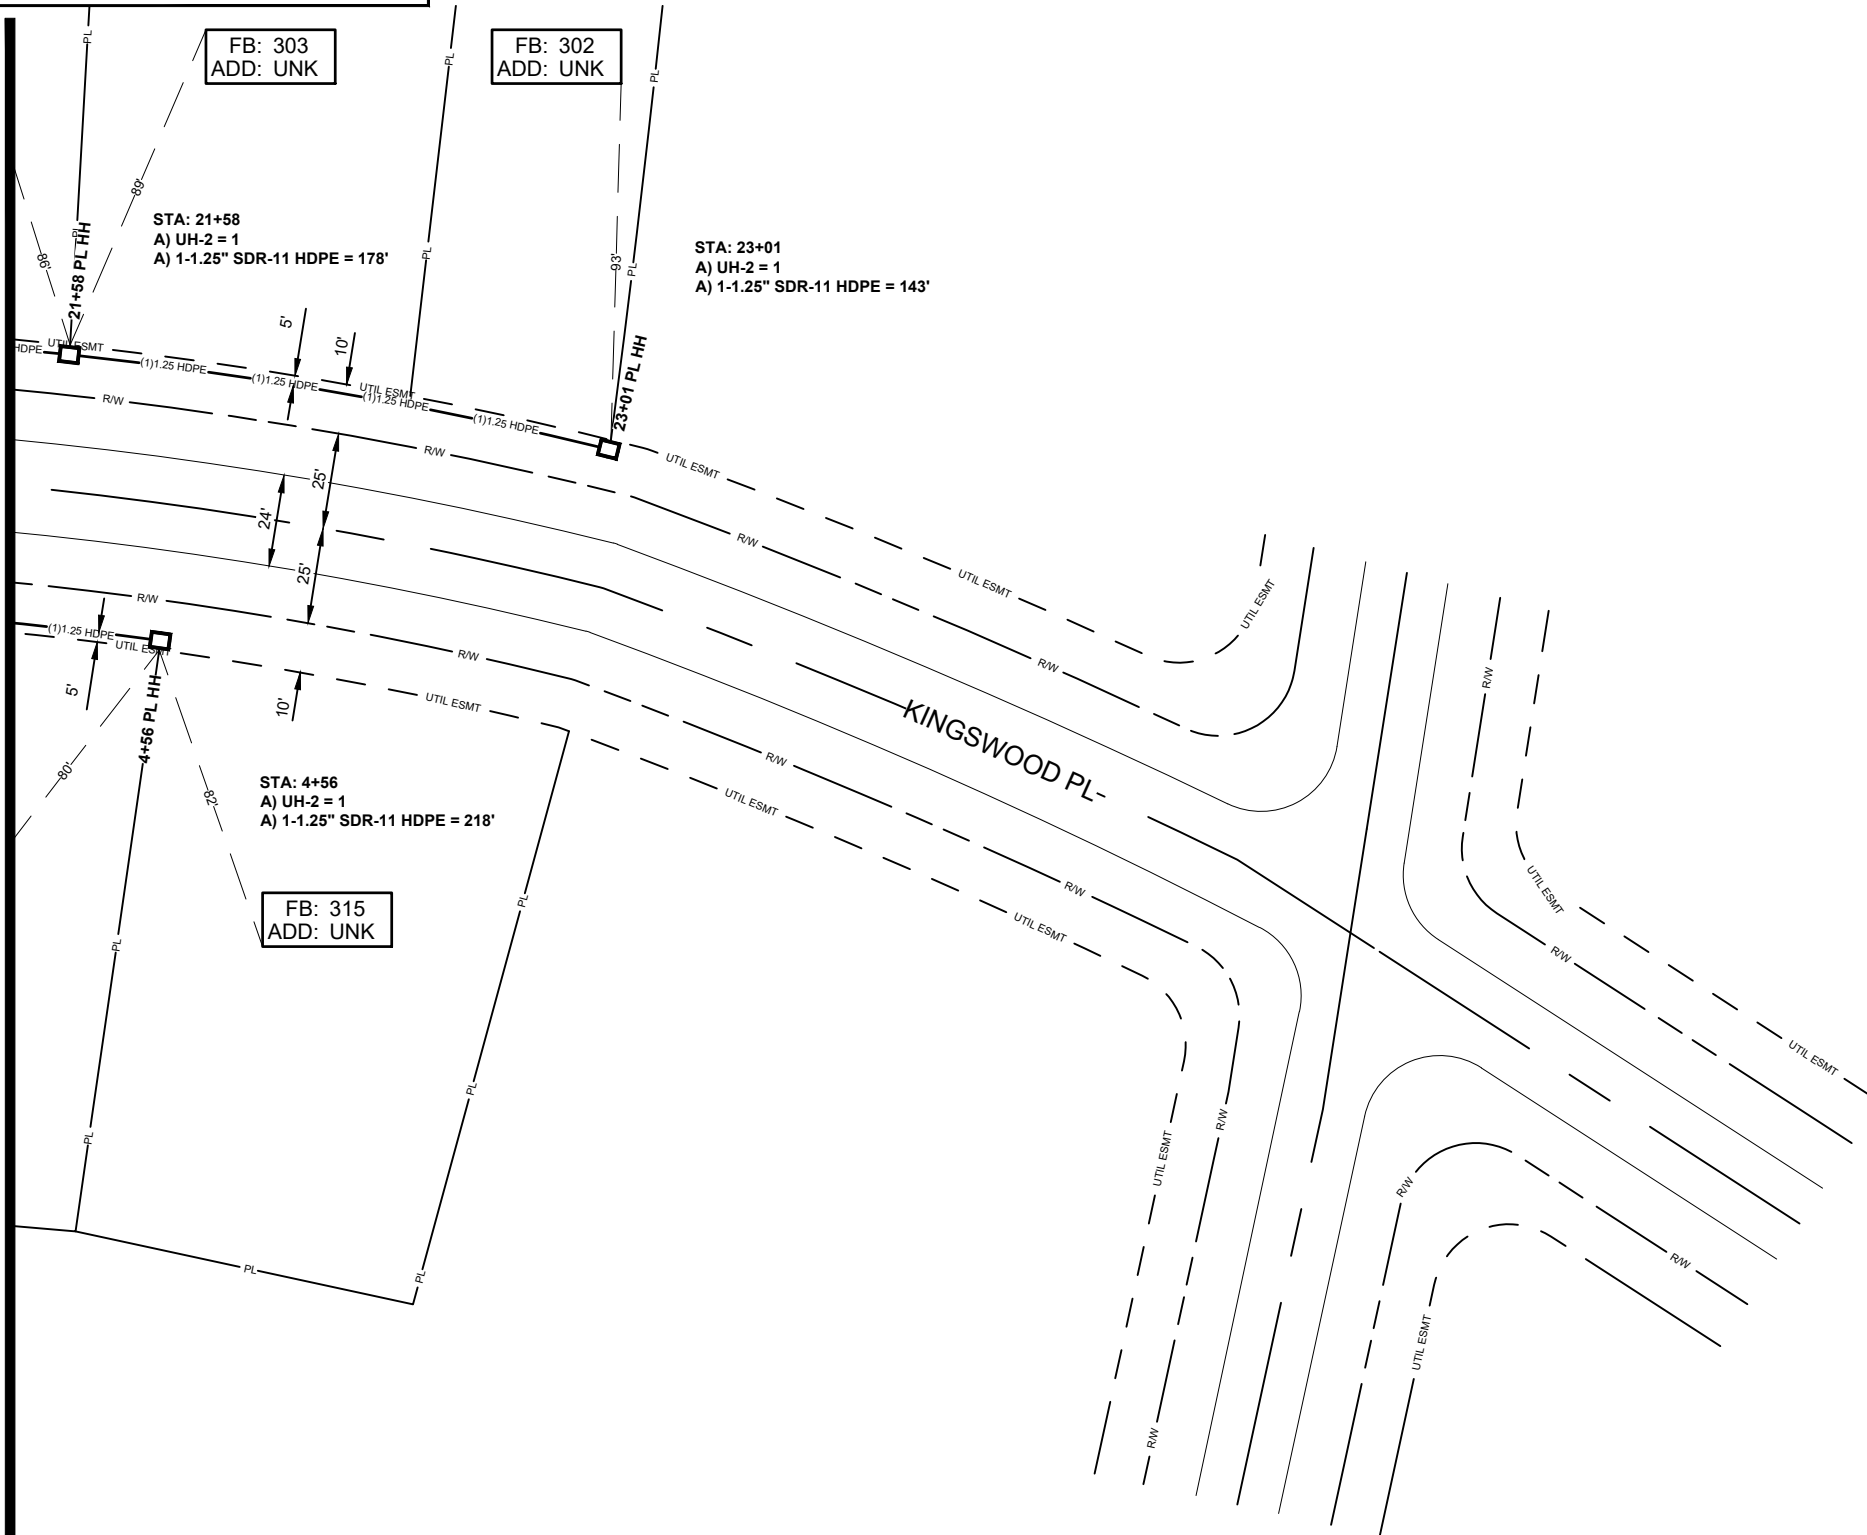 FB: 303
ADD: UNK
FB: 302
ADD: UNK
PL
PL
PL
PL
PL
PL
PL
89'
86'
93'
21+58 PL HH
STA: 21+58
A) UH-2 = 1
A) 1-1.25" SDR-11 HDPE = 178'
STA: 23+01
A) UH-2 = 1
A) 1-1.25" SDR-11 HDPE = 143'
23+01 PL HH
5'
10'
HDPE
UTIL ESMT
(1)1.25 HDPE
(1)1.25 HDPE
UTIL ESMT
(1)1.25 HDPE
(1)1.25 HDPE
UTIL ESMT
R/W
R/W
R/W
25'
24'
25'
UTIL ESMT
UTIL ESMT
R/W
R/W
R/W
R/W
(1)1.25 HDPE
UTIL ESMT
5'
10'
UTIL ESMT
4+56 PL HH
80'
82'
STA: 4+56
A) UH-2 = 1
A) 1-1.25" SDR-11 HDPE = 218'
KINGSWOOD PL
R/W
UTIL ESMT
FB: 315
ADD: UNK
PL
PL
PL
PL
PL
PL
R/W
UTIL ESMT
UTIL ESMT
R/W
UTIL ESMT
R/W
UTIL ESMT
R/W
R/W
UTIL ESMT
R/W